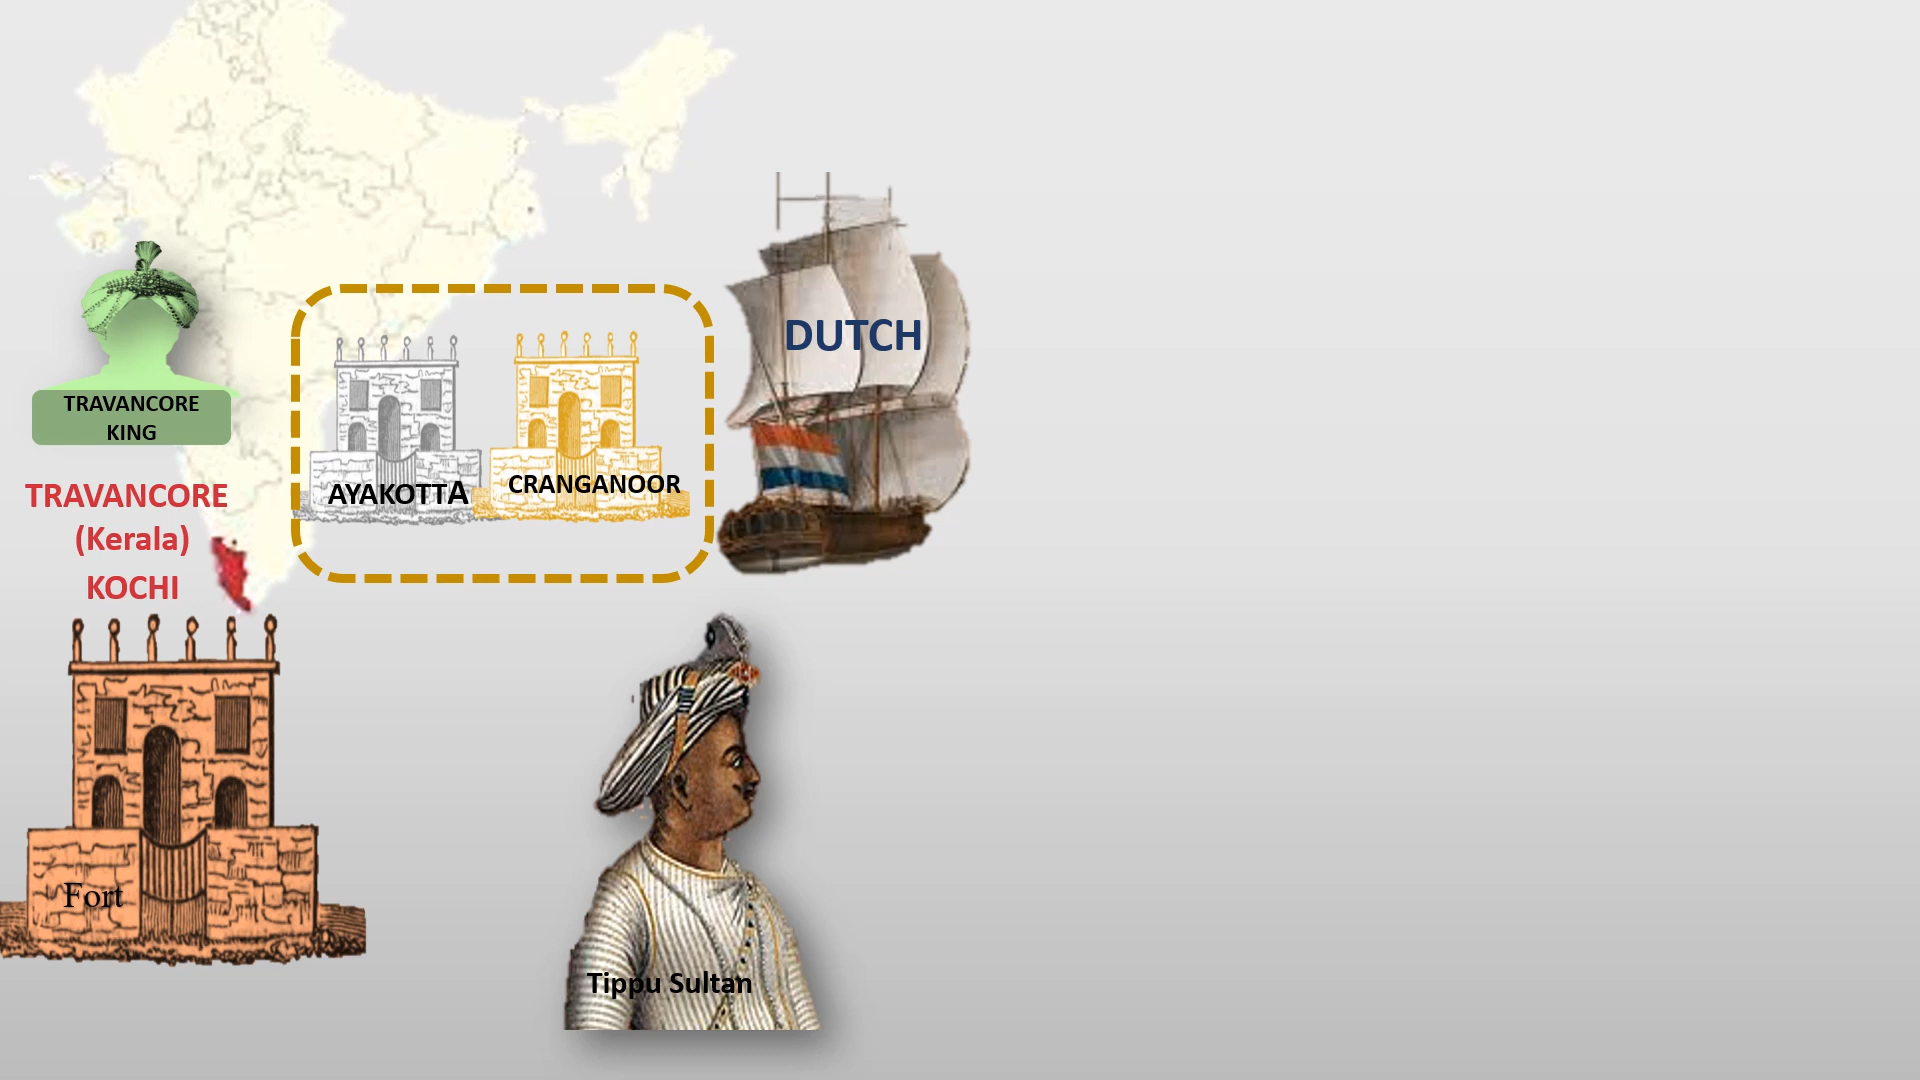 DUTCH
TRAVANCORE
KING
AYAKOTTA
CRANGANOOR
TRAVANCORE
(Kerala)
KOCHI
Fort
Tippu Sultan